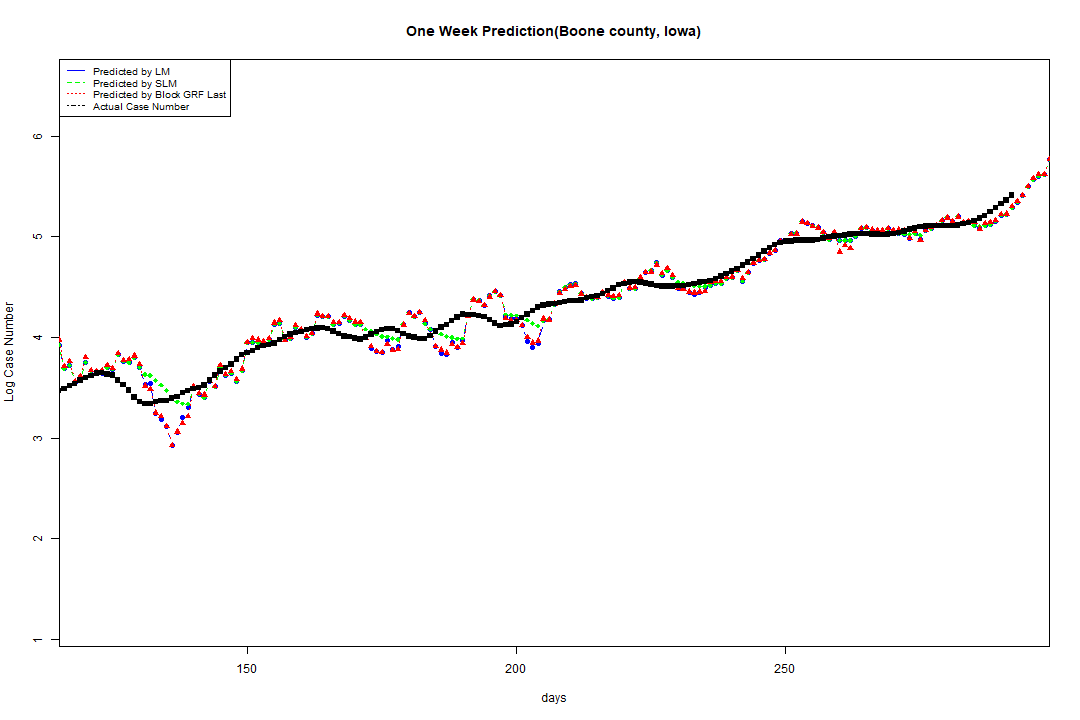 One Week Prediction(Boone county, Iowa)
Predicted by LM
Predicted by SLM
Predicted by Block GRF Last
Actual Case Number
Log Case Number
6
5
4
3
2
1
150
200
250
days